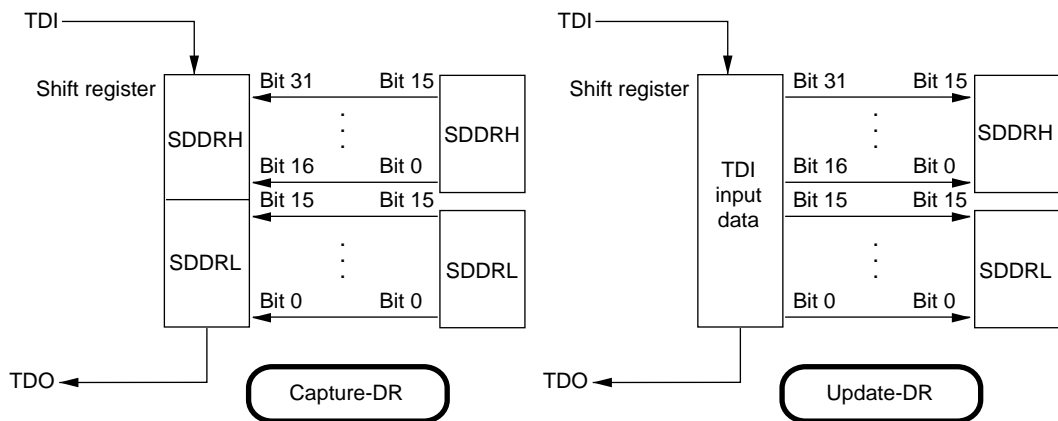 TDI
Shift register
SDDRH
SDDRL
Bit 31 Bit 15
.
.
.
Bit 16 Bit 0
Bit 15 Bit 15
.
.
.
Bit 0 Bit 0
SDDRH
SDDRL
TDO
Capture-DR
TDI
Shift register
TDI
input
data
Bit 31 Bit 15
.
.
.
Bit 16 Bit 0
Bit 15 Bit 15
.
.
.
Bit 0 Bit 0
SDDRH
SDDRL
TDO
Update-DR